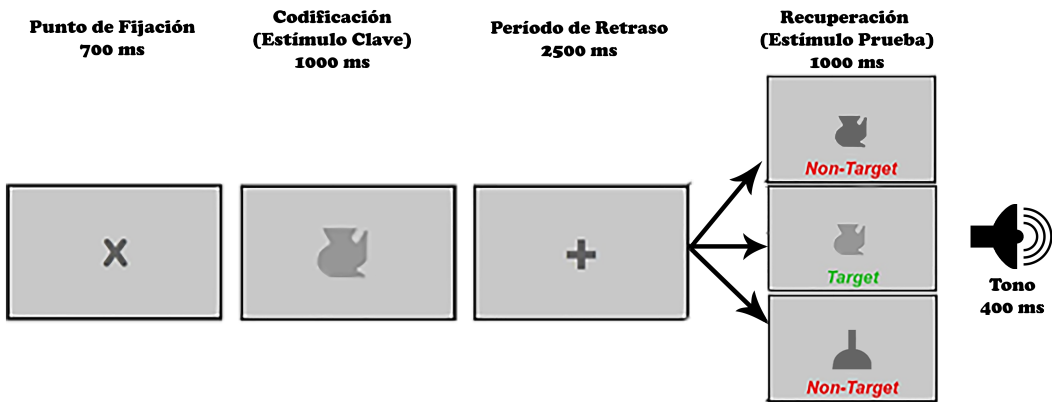 Punto de Fijación
700 ms
Codificación
(Estímulo Clave)
1000 ms
Período de Retraso
2500 ms
Recuperación
(Estímulo Prueba)
1000 ms
Non-Target
Target
Non-Target
Tono
400 ms